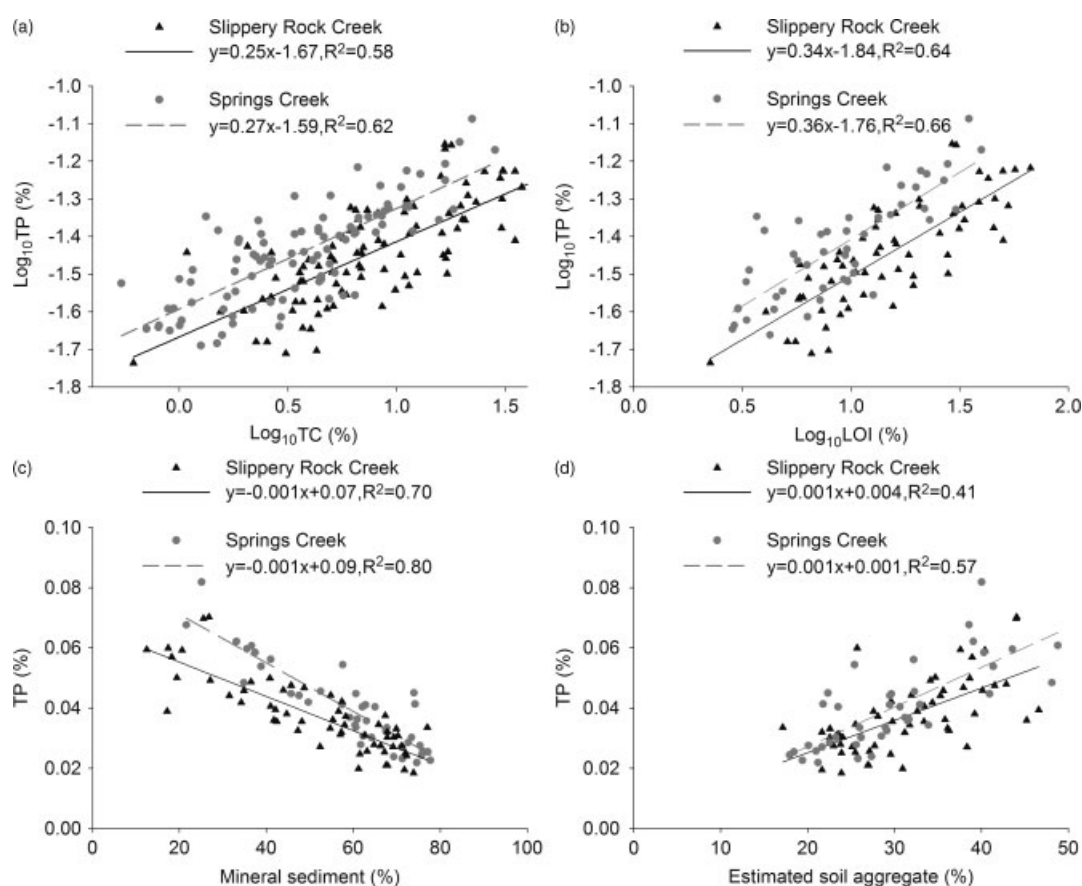 (a)
Slippery Rock Creek
y=0.25x-1.67,R²=0.58
Springs Creek
y=0.27x-1.59,R²=0.62
-1.0
-1.1
-1.2
-1.3
-1.4
-1.5
-1.6
-1.7
-1.8
Log₁₀TP (%)
0.0 0.5 1.0 1.5
Log₁₀TC (%)
(b)
Slippery Rock Creek
y=0.34x-1.84,R²=0.64
Springs Creek
y=0.36x-1.76,R²=0.66
-1.0
-1.1
-1.2
-1.3
-1.4
-1.5
-1.6
-1.7
-1.8
Log₁₀TP (%)
0.0 0.5 1.0 1.5 2.0
Log₁₀LOI (%)
(c)
Slippery Rock Creek
y=-0.001x+0.07,R²=0.70
Springs Creek
y=-0.001x+0.09,R²=0.80
0.10
0.08
0.06
0.04
0.02
0.00
TP (%)
0 20 40 60 80 100
Mineral sediment (%)
(d)
Slippery Rock Creek
y=0.001x+0.004,R²=0.41
Springs Creek
y=0.001x+0.001,R²=0.57
0.10
0.08
0.06
0.04
0.02
0.00
TP (%)
0 10 20 30 40 50
Estimated soil aggregate (%)